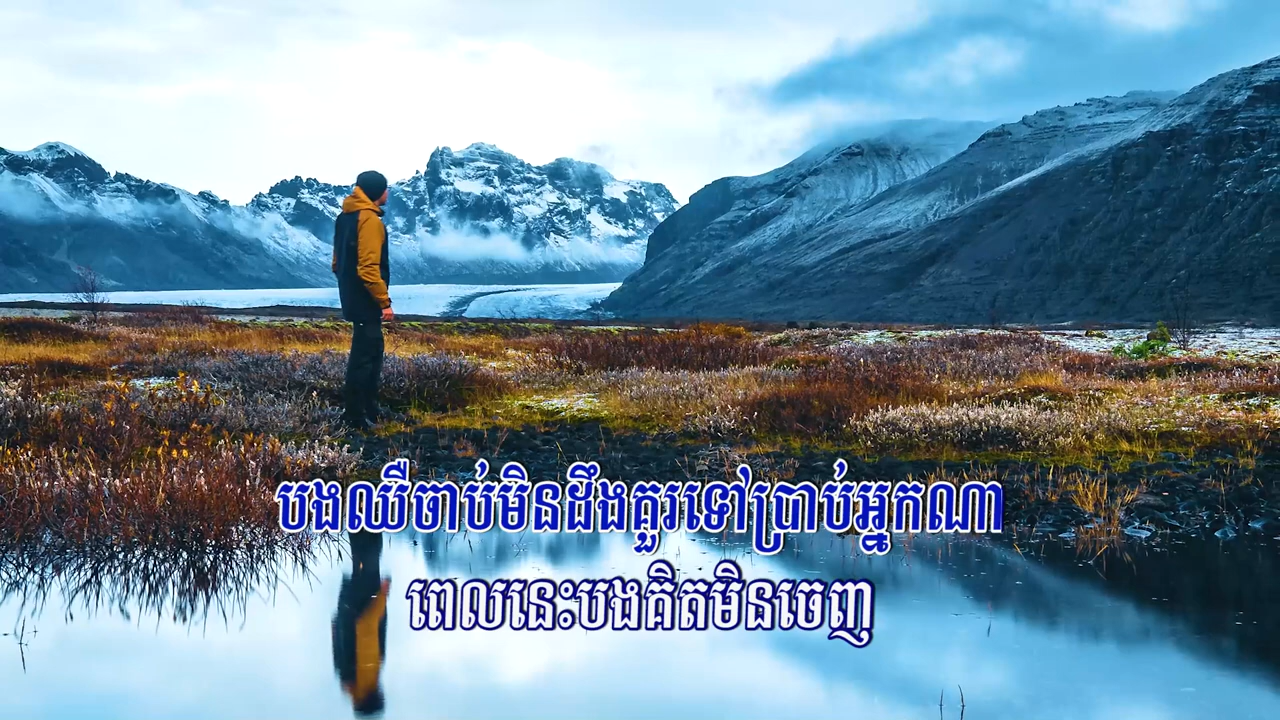 បងឈឺចាប់មិនដឹងគួរទៅប្រាប់អ្នកណា
ពេលនេះបងគិតមិនចេញ